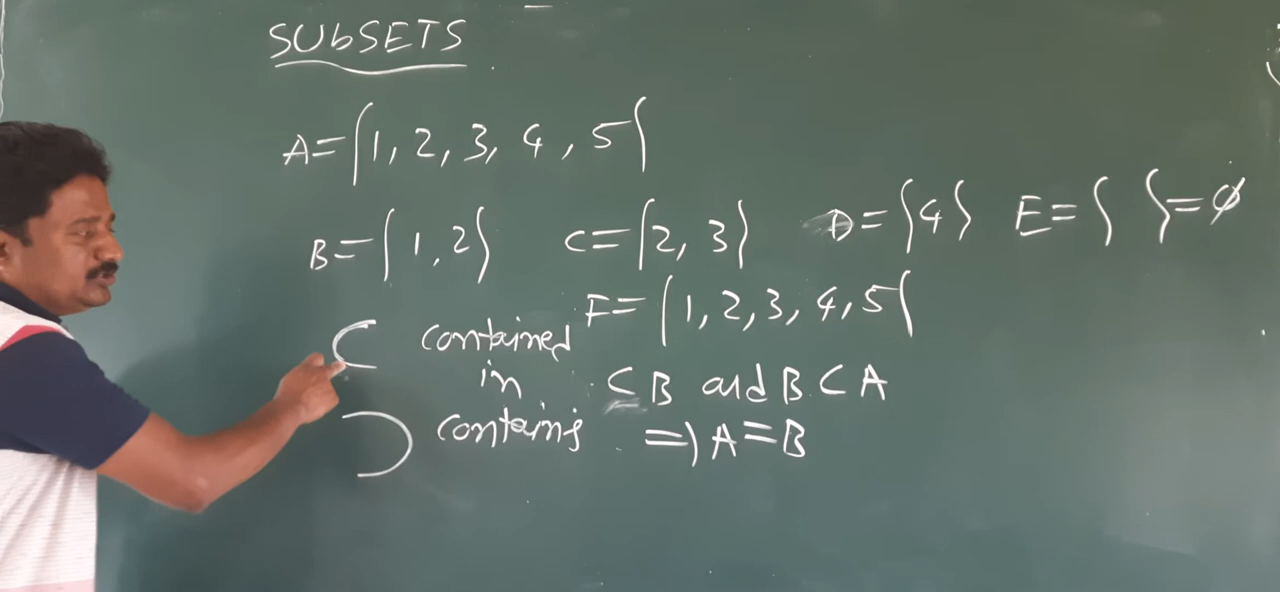 SUbSETS
A={1, 2, 3, 4, 5}
B={1, 2} C={2, 3} D={4} E={ }=ϕ
F={1, 2, 3, 4, 5}
⊂ contained
in ⊂ B and B ⊂ A
⊃ contains ⇒ A=B